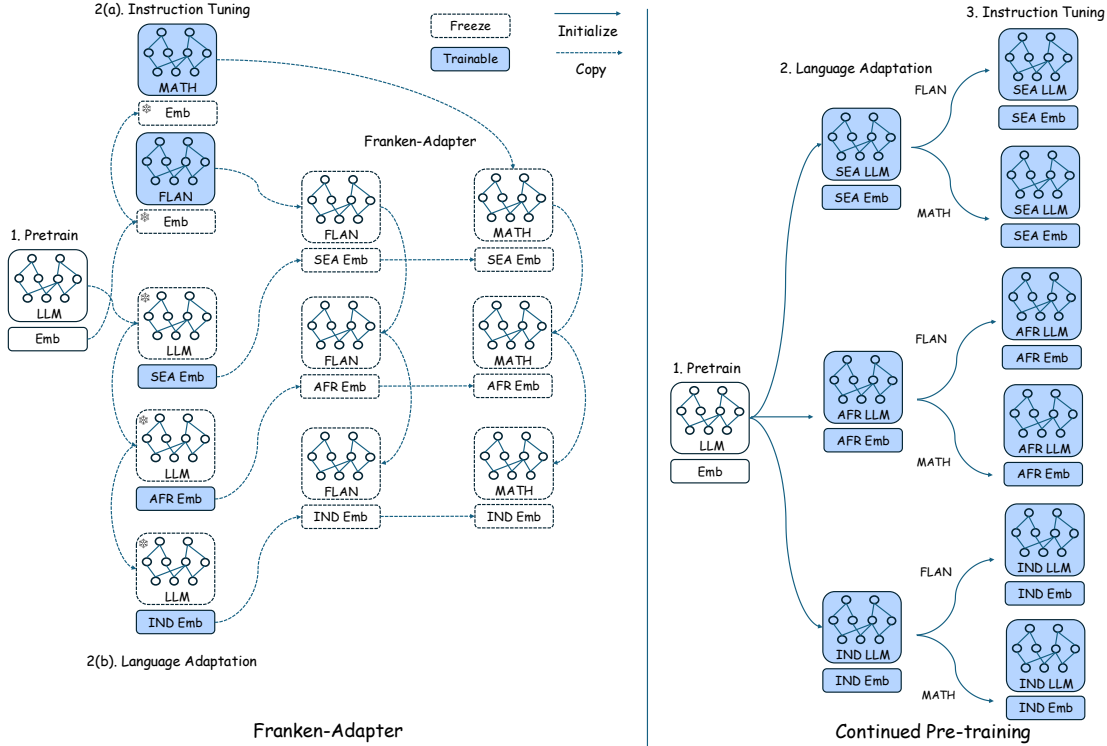 2(a). Instruction Tuning
MATH
Emb
FLAN
Emb
1. Pretrain
LLM
Emb
LLM
SEA Emb
LLM
AFR Emb
LLM
IND Emb
2(b). Language Adaptation
Freeze
Trainable
Initialize
Copy
Franken-Adapter
FLAN
SEA Emb
FLAN
AFR Emb
FLAN
IND Emb
MATH
SEA Emb
MATH
AFR Emb
MATH
IND Emb
Franken-Adapter
3. Instruction Tuning
2. Language Adaptation
1. Pretrain
LLM
Emb
SEA LLM
SEA Emb
FLAN
MATH
SEA LLM
SEA Emb
SEA LLM
SEA Emb
AFR LLM
AFR Emb
FLAN
MATH
AFR LLM
AFR Emb
AFR LLM
AFR Emb
IND LLM
IND Emb
FLAN
MATH
IND LLM
IND Emb
IND LLM
IND Emb
Continued Pre-training